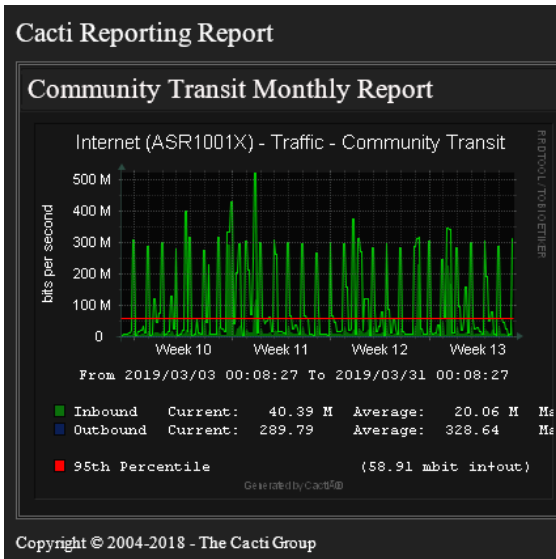 Cacti Reporting Report
Community Transit Monthly Report
Internet (ASR1001X) - Traffic - Community Transit
RRDTOOL / TOBI OETIKER
bits per second
500 M
400 M
300 M
200 M
100 M
0
Week 10 Week 11 Week 12 Week 13
From 2019/03/03 00:08:27 To 2019/03/31 00:08:27
Inbound Current: 40.39 M Average: 20.06 M Ma
Outbound Current: 289.79 Average: 328.64 Ma
95th Percentile (58.91 mbit in+out)
Generated by CactiÂ®
Copyright © 2004-2018 - The Cacti Group